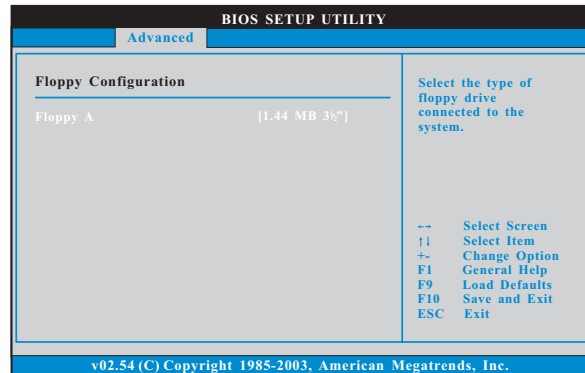 BIOS SETUP UTILITY
Advanced
Floppy Configuration
Floppy A [1.44 MB 3½"]
Select the type of
floppy drive
connected to the
system.
←→ Select Screen
↑↓ Select Item
+- Change Option
F1 General Help
F9 Load Defaults
F10 Save and Exit
ESC Exit
v02.54 (C) Copyright 1985-2003, American Megatrends, Inc.